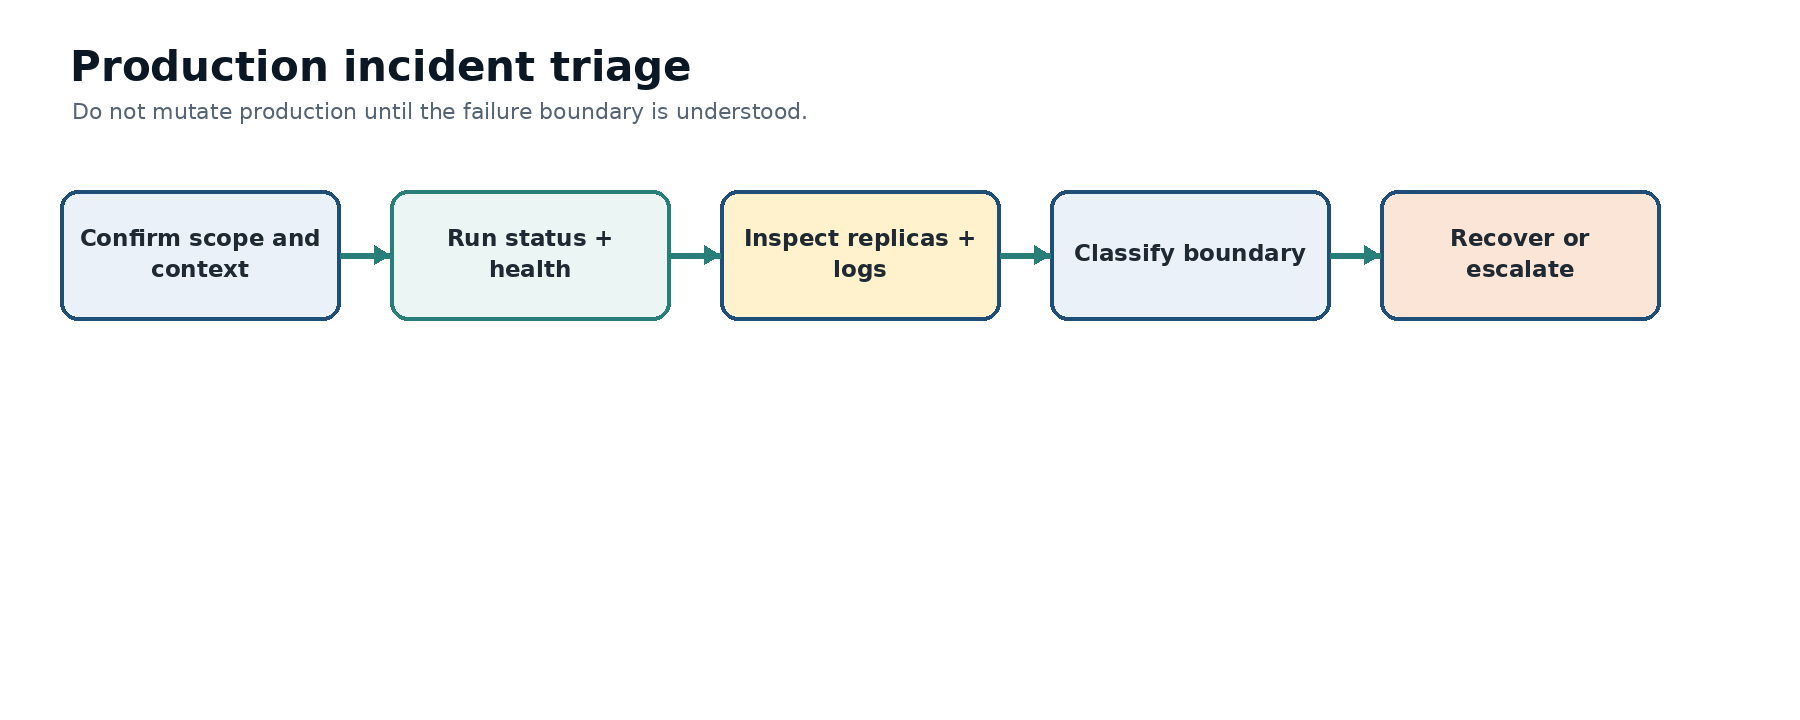 Production incident triage
Do not mutate production until the failure boundary is understood.
Confirm scope and
context
Run status +
health
Inspect replicas +
logs
Classify boundary
Recover or
escalate